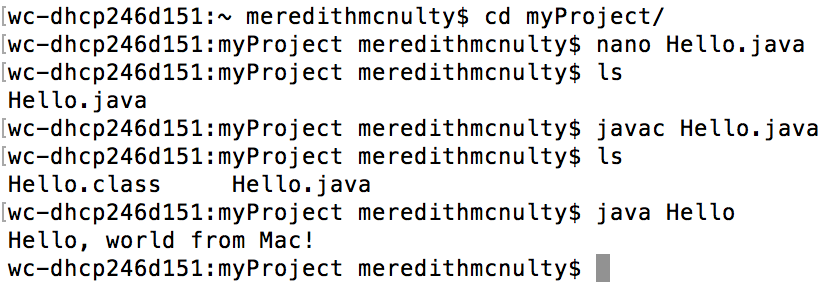 [wc-dhcp246d151:~ meredithmcnulty$ cd myProject/
[wc-dhcp246d151:myProject meredithmcnulty$ nano Hello.java
[wc-dhcp246d151:myProject meredithmcnulty$ ls
Hello.java
[wc-dhcp246d151:myProject meredithmcnulty$ javac Hello.java
[wc-dhcp246d151:myProject meredithmcnulty$ ls
Hello.class     Hello.java
[wc-dhcp246d151:myProject meredithmcnulty$ java Hello
Hello, world from Mac!
wc-dhcp246d151:myProject meredithmcnulty$